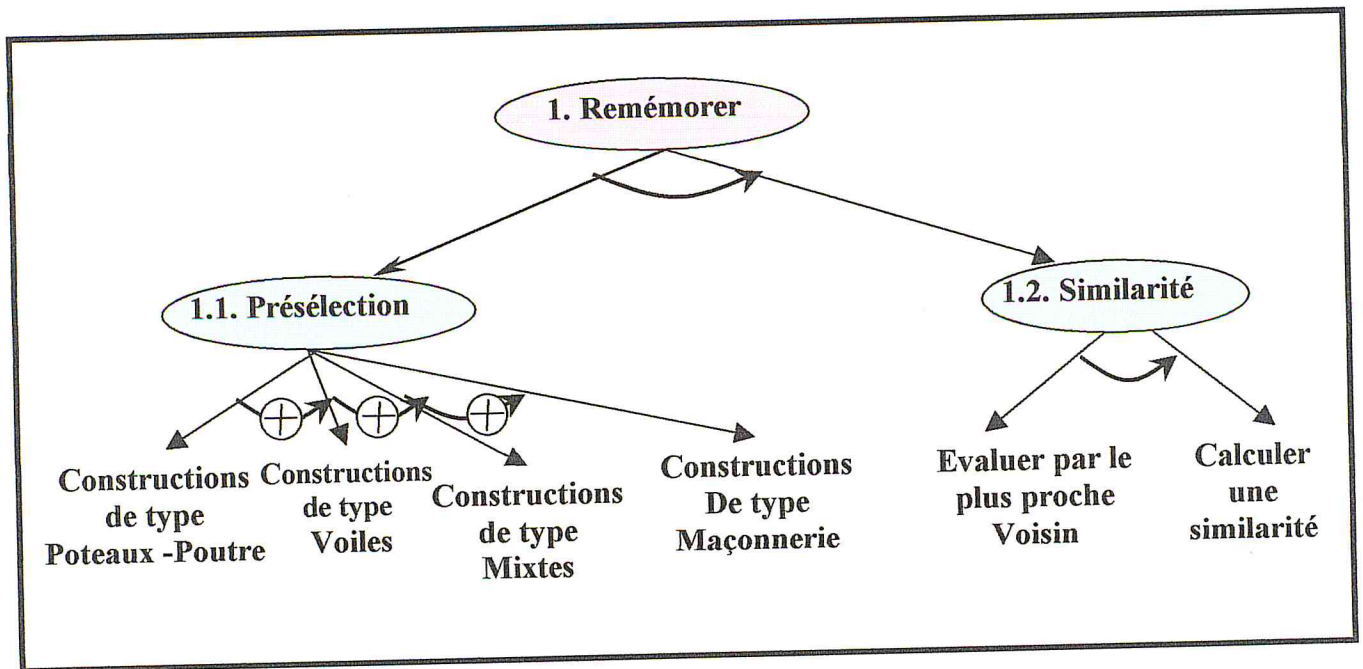 1. Remémorer
1.1. Présélection
1.2. Similarité
Constructions
de type
Poteaux -Poutre
Constructions
de type
Voiles
Constructions
de type
Mixtes
Constructions
De type
Maçonnerie
Evaluer par le
plus proche
Voisin
Calculer
une
similarité